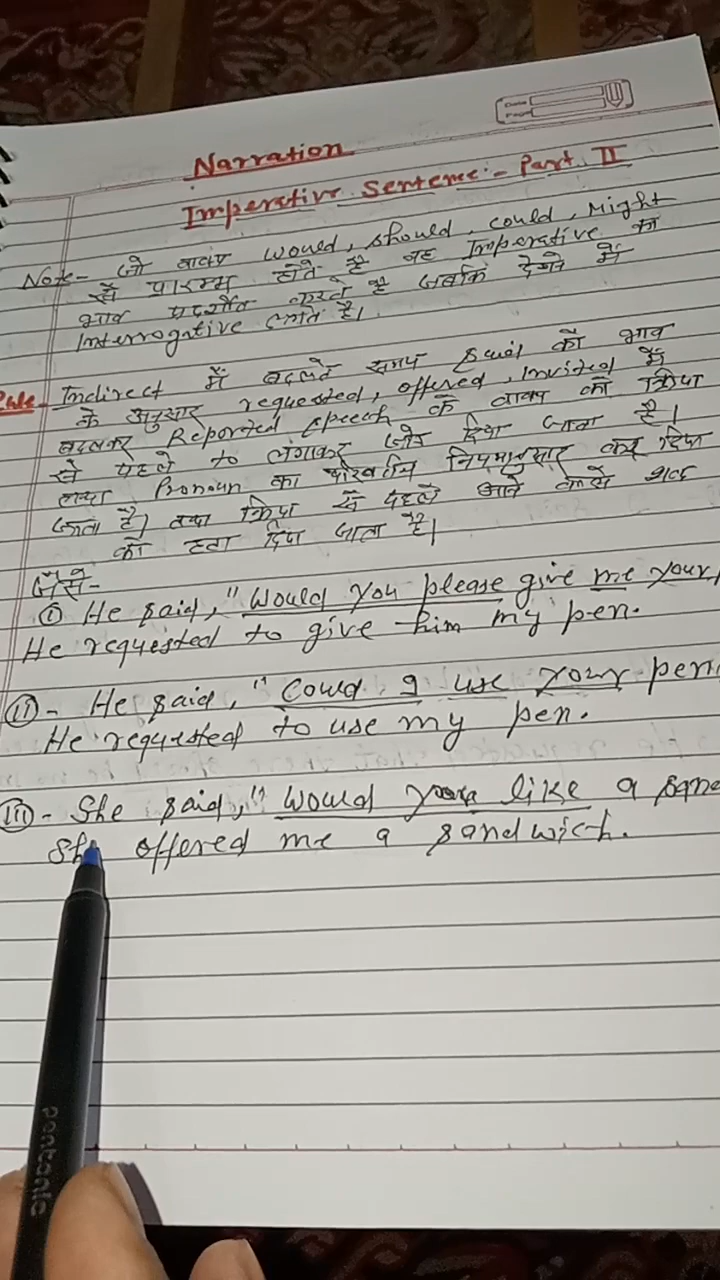 Date
Page
Narration
Imperative Sentence:- Part II
Note- जो वाक्य would, should, could, Might
से प्रारम्भ होते है वह Imperative का
भाव प्रदर्शित करते है जबकि देखने में
Interrogative लगते है।
Rule- Indirect में बदलते समय said को भाव
के अनुसार requested, offered, invited में
बदलकर Reported speech के वाक्य की क्रिया
से पहले to लगाकर जोड़ दिया जाता है।
तथा Pronoun का परिवर्तन नियमानुसार कर दिया
जाता है। तथा क्रिया से पहले आने वाले शब्द
को हटा दिया जाता है।
जैसे-
① He said, "Would you please give me your
He requested to give him my pen.
(ii)- He said, "Could I use your pen
He requested to use my pen.
(iii)- She said, "Would you like a sand
She offered me a sandwich.
pentonic